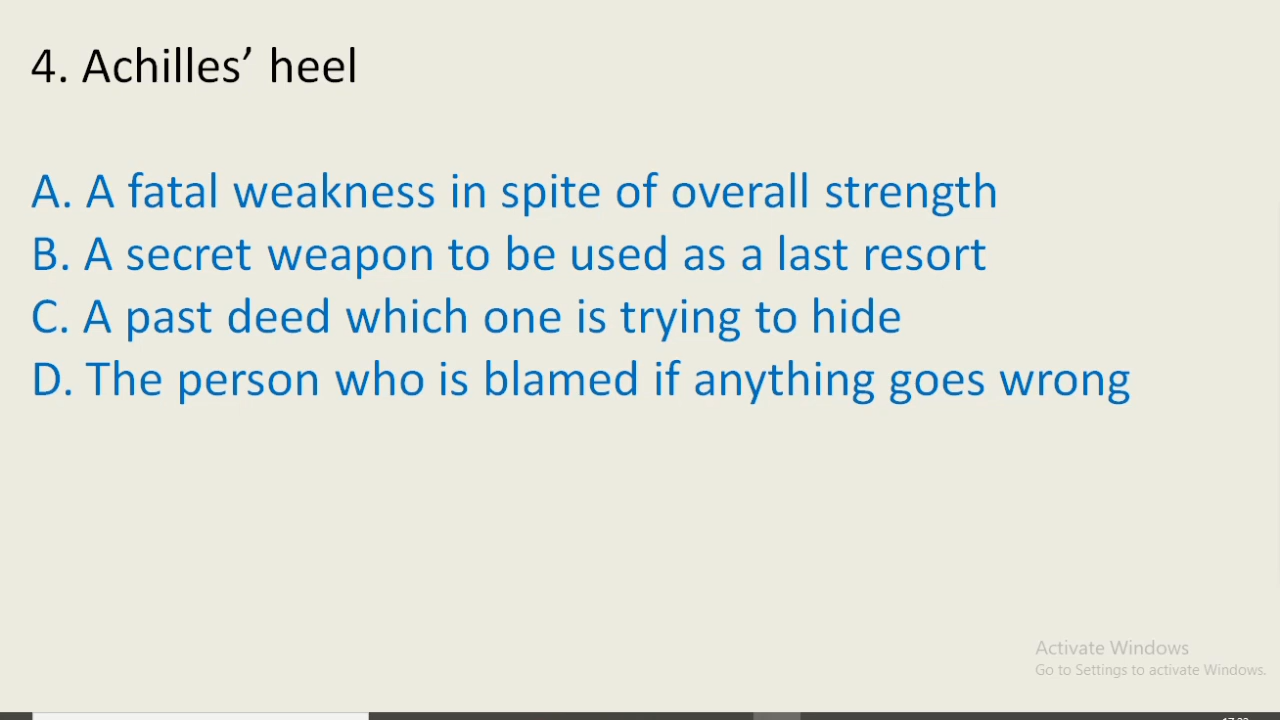 4. Achilles’ heel
A. A fatal weakness in spite of overall strength
B. A secret weapon to be used as a last resort
C. A past deed which one is trying to hide
D. The person who is blamed if anything goes wrong
Activate Windows
Go to Settings to activate Windows.